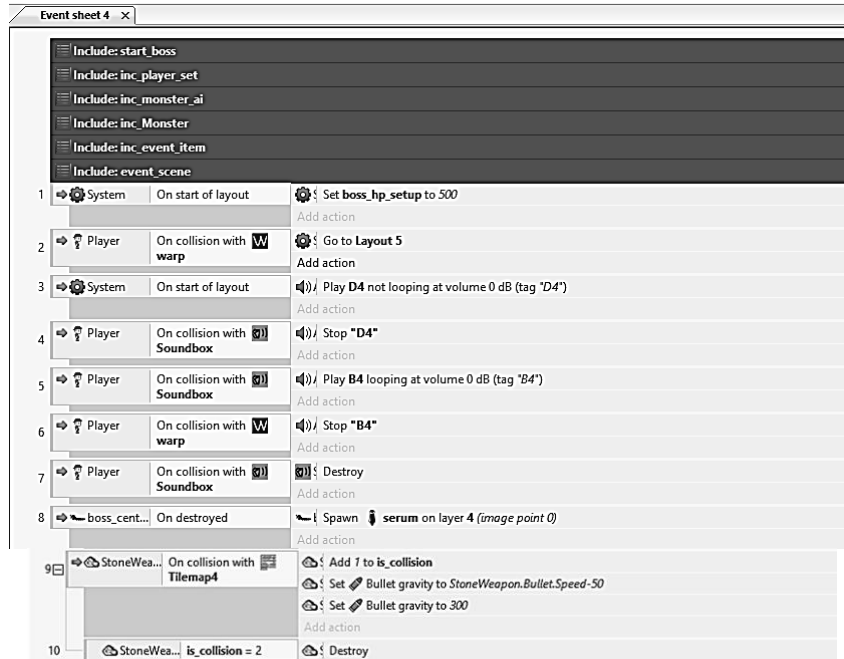 Event sheet 4 ×
Include: start_boss
Include: inc_player_set
Include: inc_monster_ai
Include: inc_Monster
Include: inc_event_item
Include: event_scene
1 System On start of layout Set boss_hp_setup to 500
Add action
2 Player On collision with W Go to Layout 5
warp Add action
3 System On start of layout Play D4 not looping at volume 0 dB (tag "D4")
Add action
4 Player On collision with Stop "D4"
Soundbox Add action
5 Player On collision with Play B4 looping at volume 0 dB (tag "B4")
Soundbox Add action
6 Player On collision with W Stop "B4"
warp Add action
7 Player On collision with Destroy
Soundbox Add action
8 boss_cent... On destroyed Spawn serum on layer 4 (image point 0)
Add action
9 StoneWea... On collision with Add 1 to is_collision
Tilemap4 Set Bullet gravity to StoneWeapon.Bullet.Speed-50
Set Bullet gravity to 300
Add action
10 StoneWea... is_collision = 2 Destroy